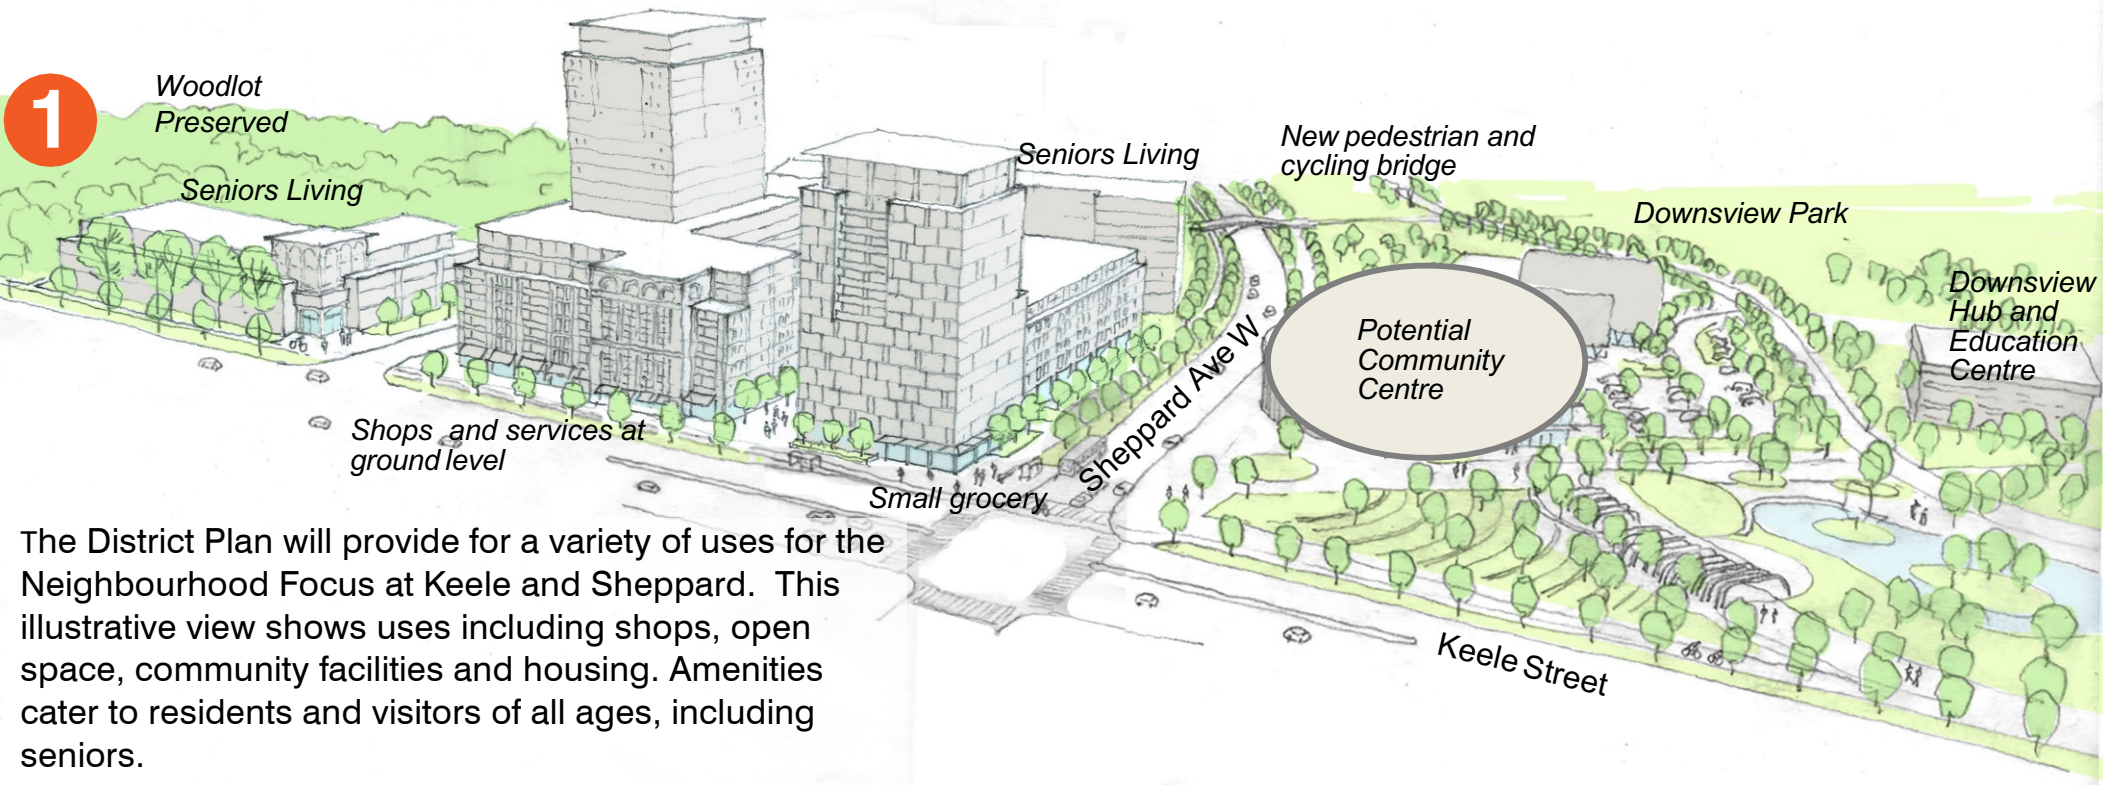 1
Woodlot
Preserved
Seniors Living
Seniors Living
New pedestrian and
cycling bridge
Downsview Park
Downsview
Hub and
Education
Centre
Potential
Community
Centre
Sheppard Ave W
Shops and services at
ground level
Small grocery
Keele Street
The District Plan will provide for a variety of uses for the
Neighbourhood Focus at Keele and Sheppard. This
illustrative view shows uses including shops, open
space, community facilities and housing. Amenities
cater to residents and visitors of all ages, including
seniors.